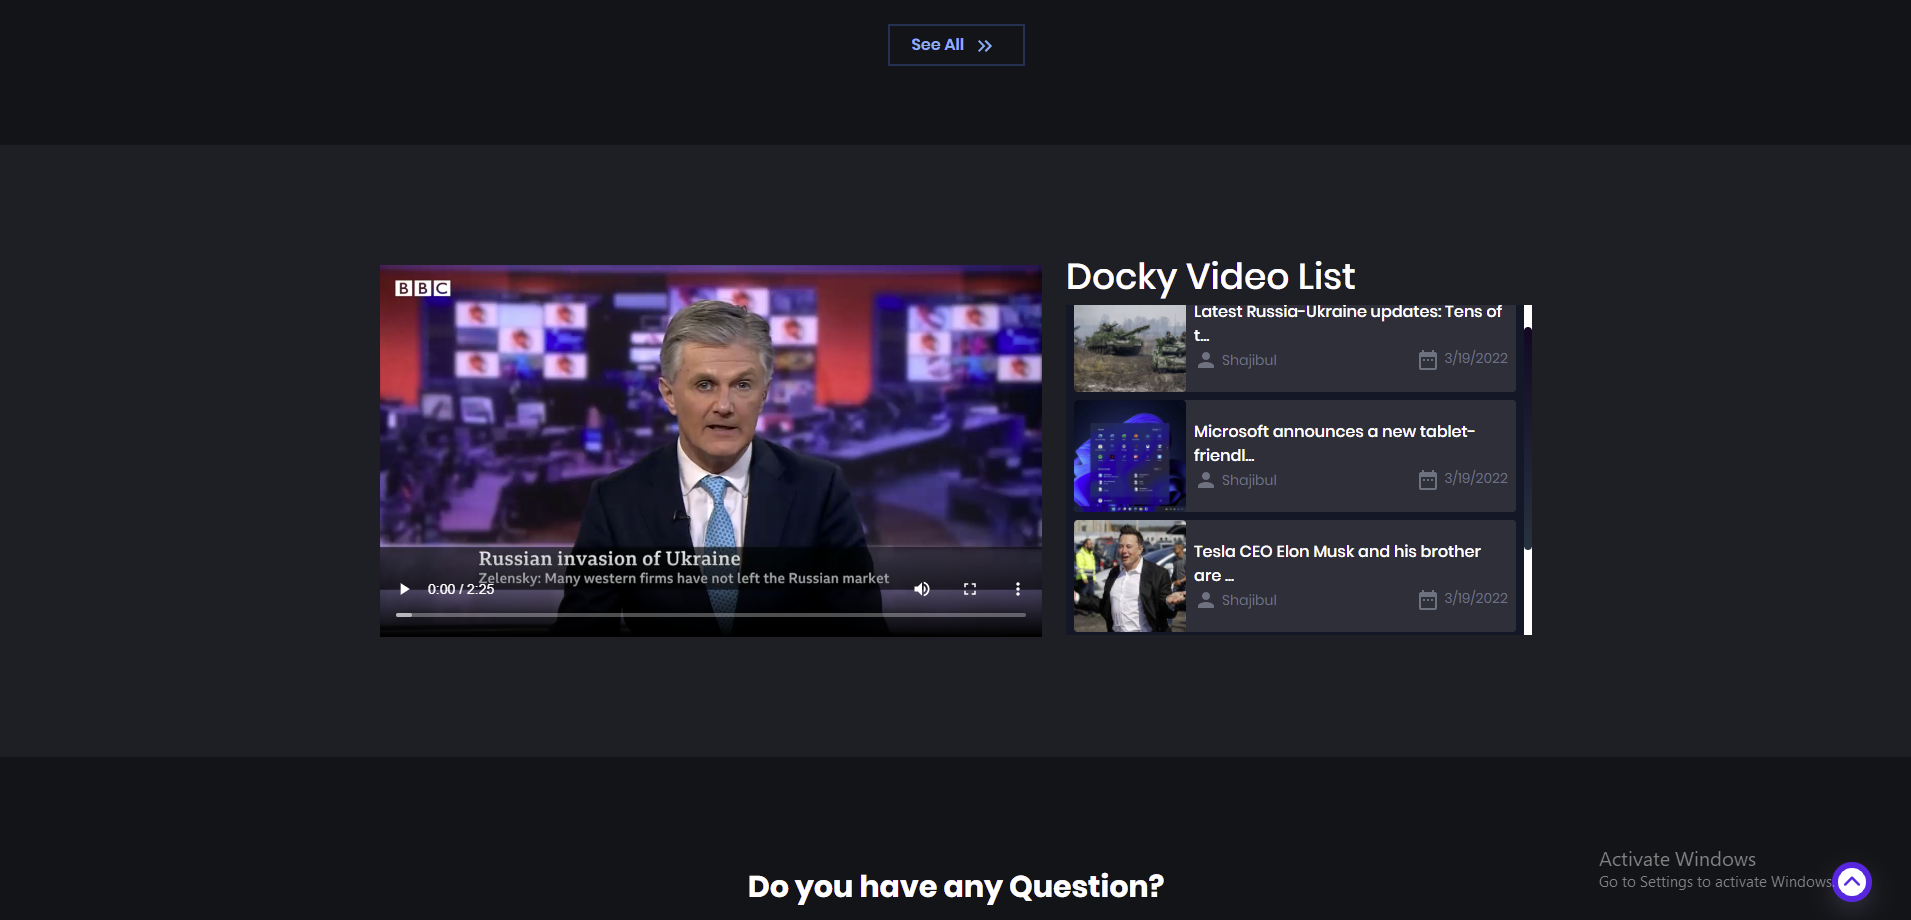 See All
BBC
Russian invasion of Ukraine
Zelensky: Many western firms have not left the Russian market
0:00 / 2:25
Docky Video List
Latest Russia-Ukraine updates: Tens of
t...
Shajibul
3/19/2022
Microsoft announces a new tablet-
friendl...
Shajibul
3/19/2022
Tesla CEO Elon Musk and his brother
are ...
Shajibul
3/19/2022
Do you have any Question?
Activate Windows
Go to Settings to activate Windows.